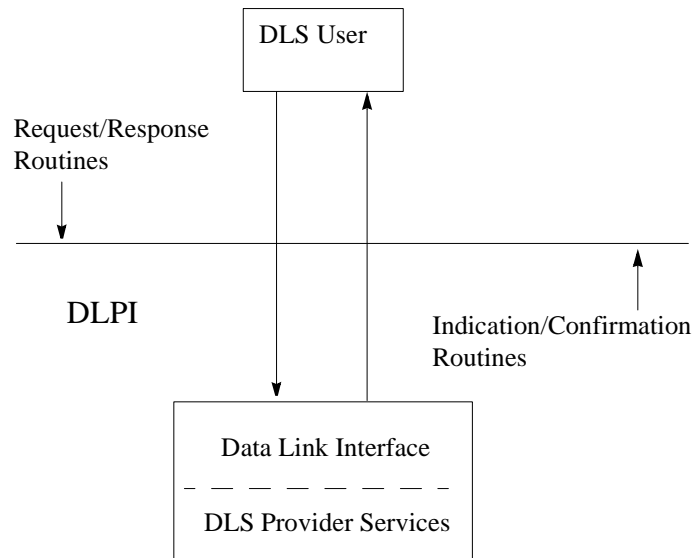 DLS User
Request/Response
Routines
DLPI
Indication/Confirmation
Routines
Data Link Interface
DLS Provider Services